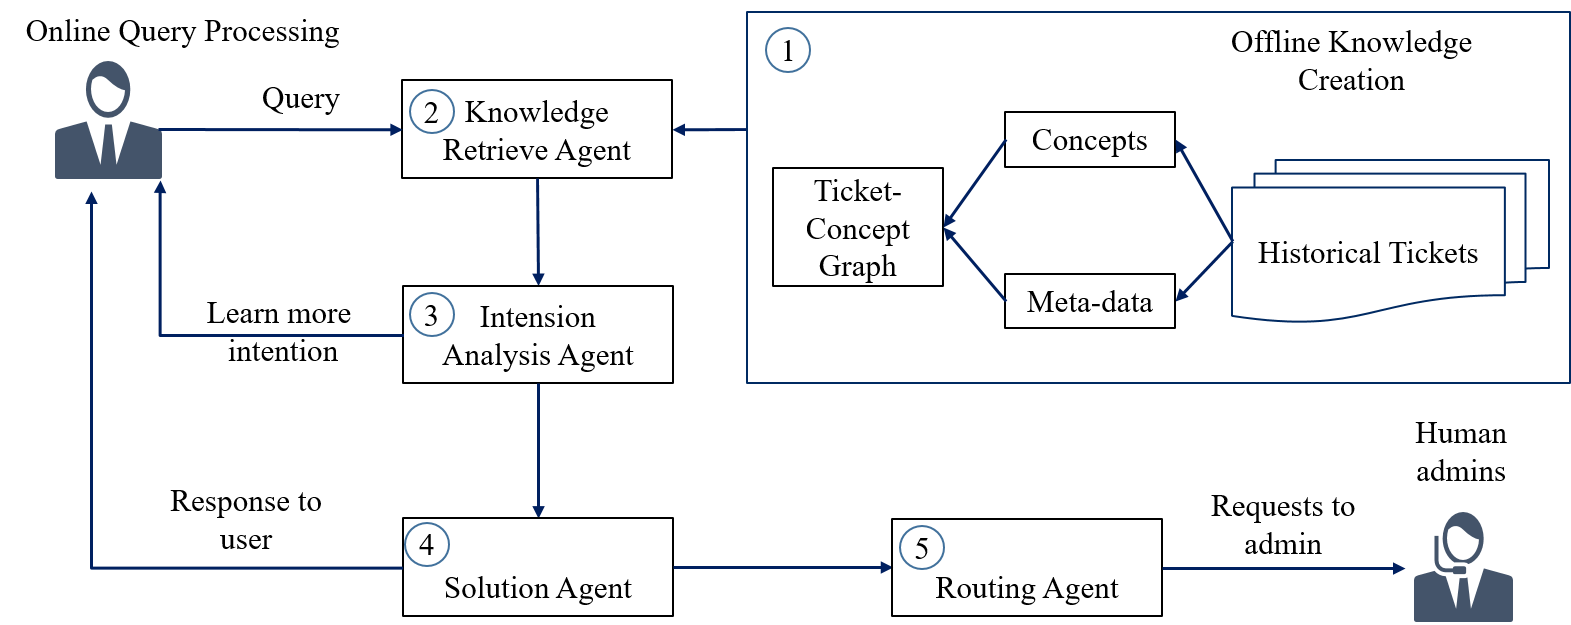 Online Query Processing
Query
2
Knowledge
Retrieve Agent
1
Offline Knowledge
Creation
Concepts
Ticket-
Concept
Graph
Meta-data
Historical Tickets
3
Intension
Analysis Agent
Learn more
intention
4
Solution Agent
Response to
user
5
Routing Agent
Requests to
admin
Human
admins